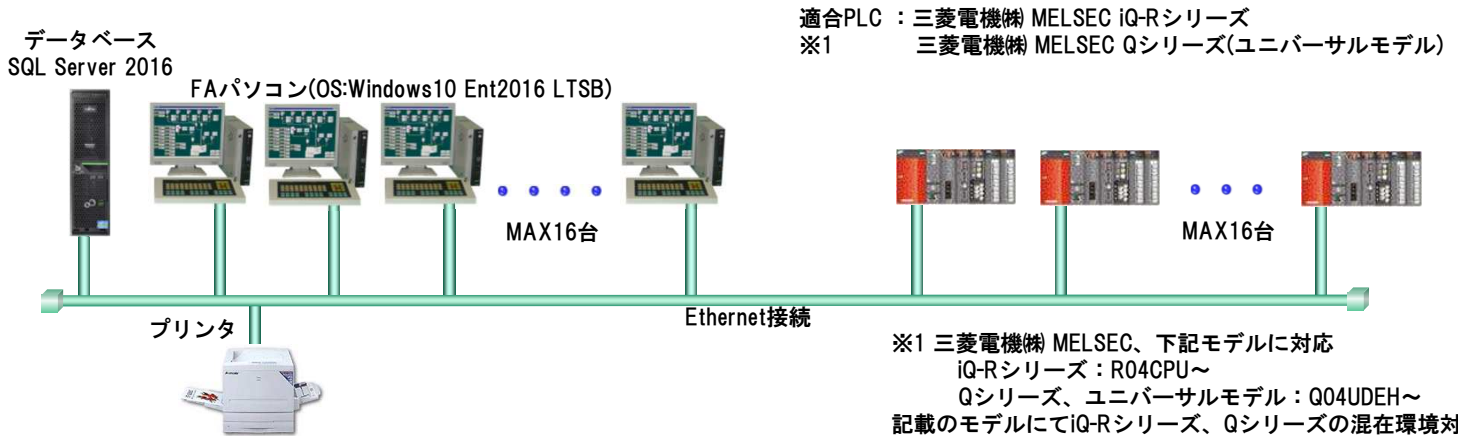 適合PLC ：三菱電機㈱ MELSEC iQ-Rシリーズ
※1 三菱電機㈱ MELSEC Qシリーズ(ユニバーサルモデル)
データベース
SQL Server 2016
FAパソコン(OS:Windows10 Ent2016 LTSB)
MAX16台
MAX16台
Ethernet接続
プリンタ
※1 三菱電機㈱ MELSEC、下記モデルに対応
iQ-Rシリーズ：R04CPU～
Qシリーズ、ユニバーサルモデル：Q04UDEH～
記載のモデルにてiQ-Rシリーズ、Qシリーズの混在環境対